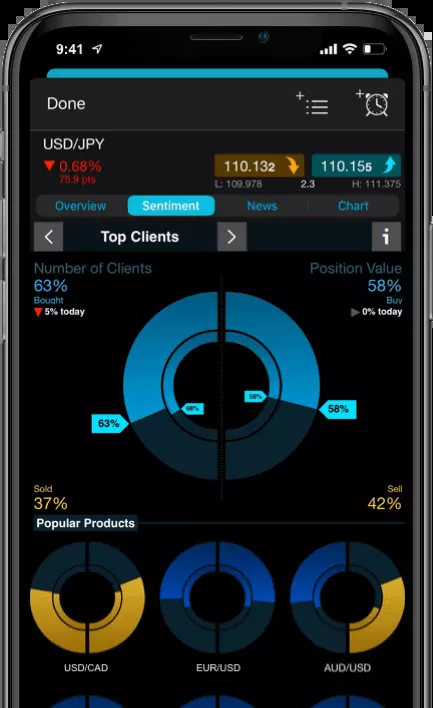 9:41
Done
USD/JPY
0.68%
110.132
110.155
75.9 pts
L: 109.978
2.3
H: 111.375
Overview
Sentiment
News
Chart
Top Clients
i
Number of Clients
Position Value
63%
58%
Bought
Buy
5% today
0% today
68%
58%
63%
58%
Sold
Sell
37%
42%
Popular Products
USD/CAD
EUR/USD
AUD/USD